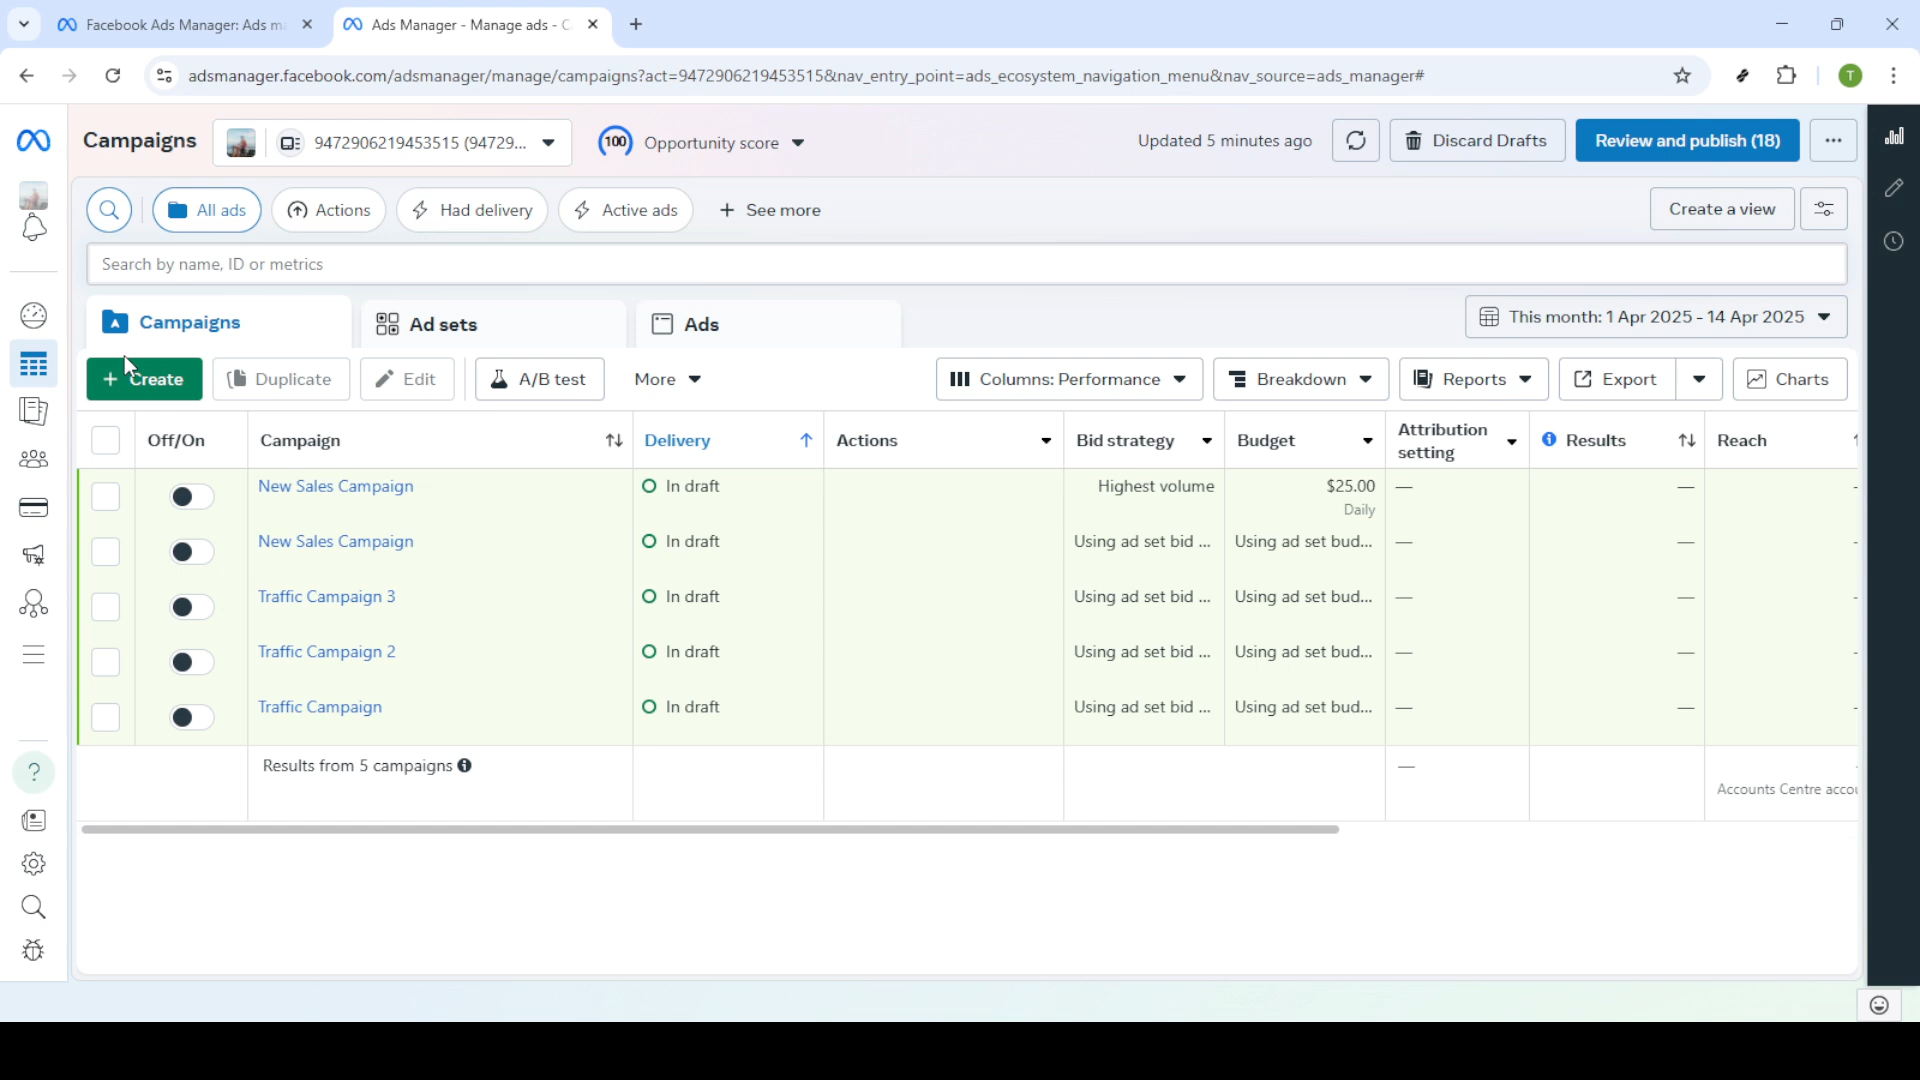 Facebook Ads Manager: Ads ma
Ads Manager - Manage ads - C
adsmanager.facebook.com/adsmanager/manage/campaigns?act=9472906219453515&nav_entry_point=ads_ecosystem_navigation_menu&nav_source=ads_manager#
T
Campaigns
9472906219453515 (94729...
100 Opportunity score
Updated 5 minutes ago
Discard Drafts
Review and publish (18)
All ads
Actions
Had delivery
Active ads
+ See more
Create a view
Search by name, ID or metrics
Campaigns
Ad sets
Ads
This month: 1 Apr 2025 - 14 Apr 2025
+ Create
Duplicate
Edit
A/B test
More
Columns: Performance
Breakdown
Reports
Export
Charts
Off/On
Campaign
Delivery
Actions
Bid strategy
Budget
Attribution
setting
Results
Reach
New Sales Campaign
In draft
Highest volume
$25.00
Daily
—
—
New Sales Campaign
In draft
Using ad set bid ...
Using ad set bud...
—
—
Traffic Campaign 3
In draft
Using ad set bid ...
Using ad set bud...
—
—
Traffic Campaign 2
In draft
Using ad set bid ...
Using ad set bud...
—
—
Traffic Campaign
In draft
Using ad set bid ...
Using ad set bud...
—
—
Results from 5 campaigns
—
Accounts Centre accou
?